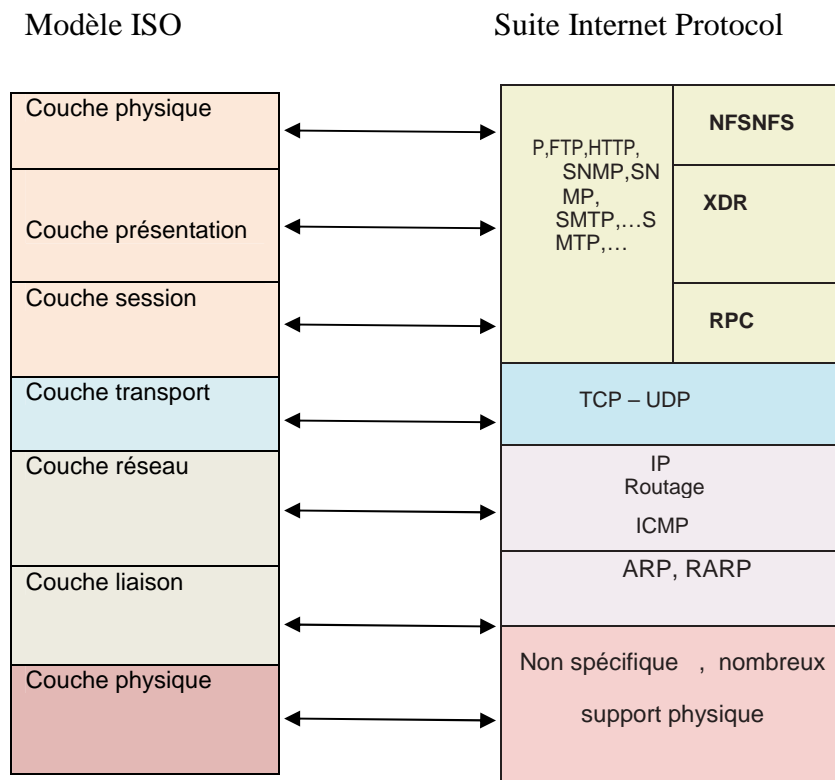 Modèle ISO
Suite Internet Protocol
Couche physique
P,FTP,HTTP,
SNMP,SN
MP,
SMTP,…S
MTP,…
NFSNFS
Couche présentation
XDR
Couche session
RPC
Couche transport
TCP – UDP
Couche réseau
IP
Routage
ICMP
Couche liaison
ARP, RARP
Couche physique
Non spécifique , nombreux
support physique